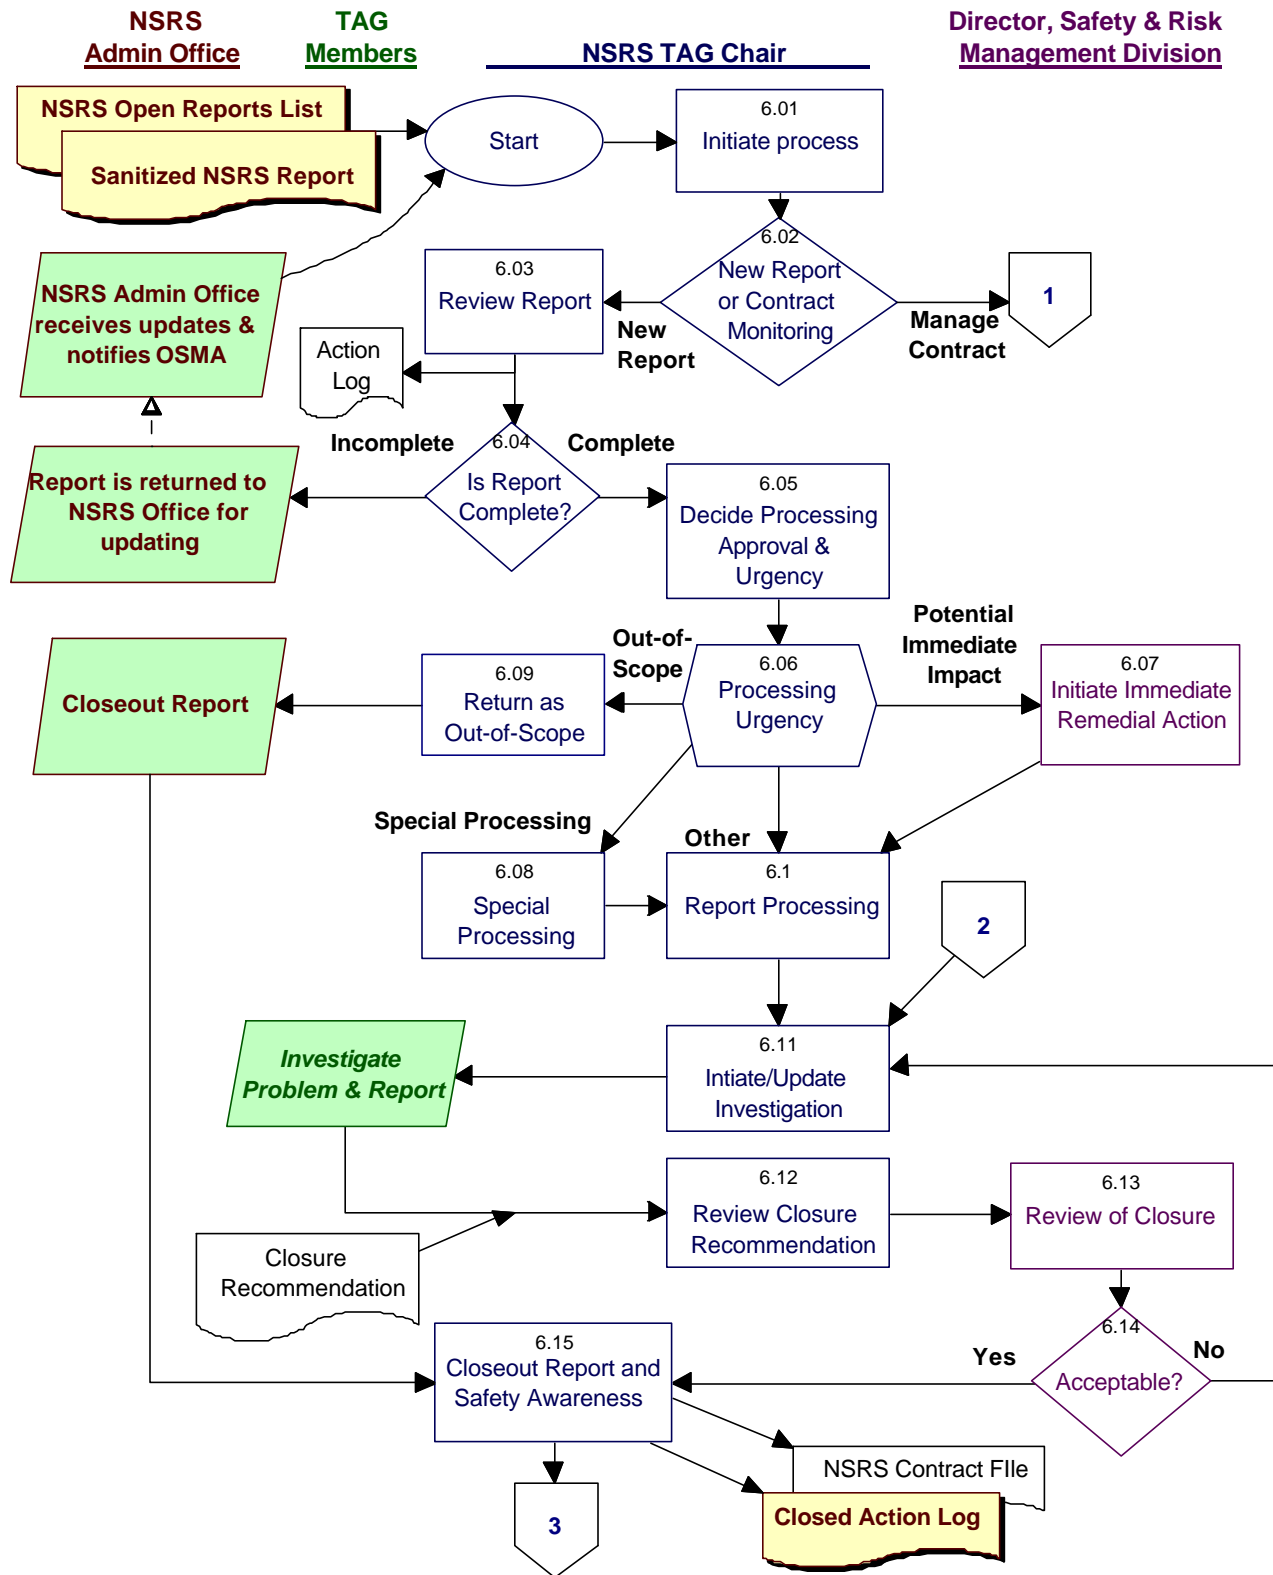 NSRS
Admin Office
TAG
Members
NSRS TAG Chair
Director, Safety & Risk
Management Division
NSRS Open Reports List
Sanitized NSRS Report
Start
6.01
Initiate process
6.02
New Report
or Contract
Monitoring
New
Report
Manage
Contract
1
6.03
Review Report
Action
Log
NSRS Admin Office
receives updates &
notifies OSMA
Incomplete
Complete
6.04
Is Report
Complete?
Report is returned to
NSRS Office for
updating
6.05
Decide Processing
Approval &
Urgency
Out-of-
Scope
Potential
Immediate
Impact
6.06
Processing
Urgency
6.07
Initiate Immediate
Remedial Action
6.09
Return as
Out-of-Scope
Closeout Report
Special Processing
Other
6.08
Special
Processing
6.1
Report Processing
2
6.11
Intiate/Update
Investigation
Investigate
Problem & Report
6.12
Review Closure
Recommendation
6.13
Review of Closure
Closure
Recommendation
6.14
Acceptable?
Yes
No
6.15
Closeout Report and
Safety Awareness
NSRS Contract FIle
Closed Action Log
3